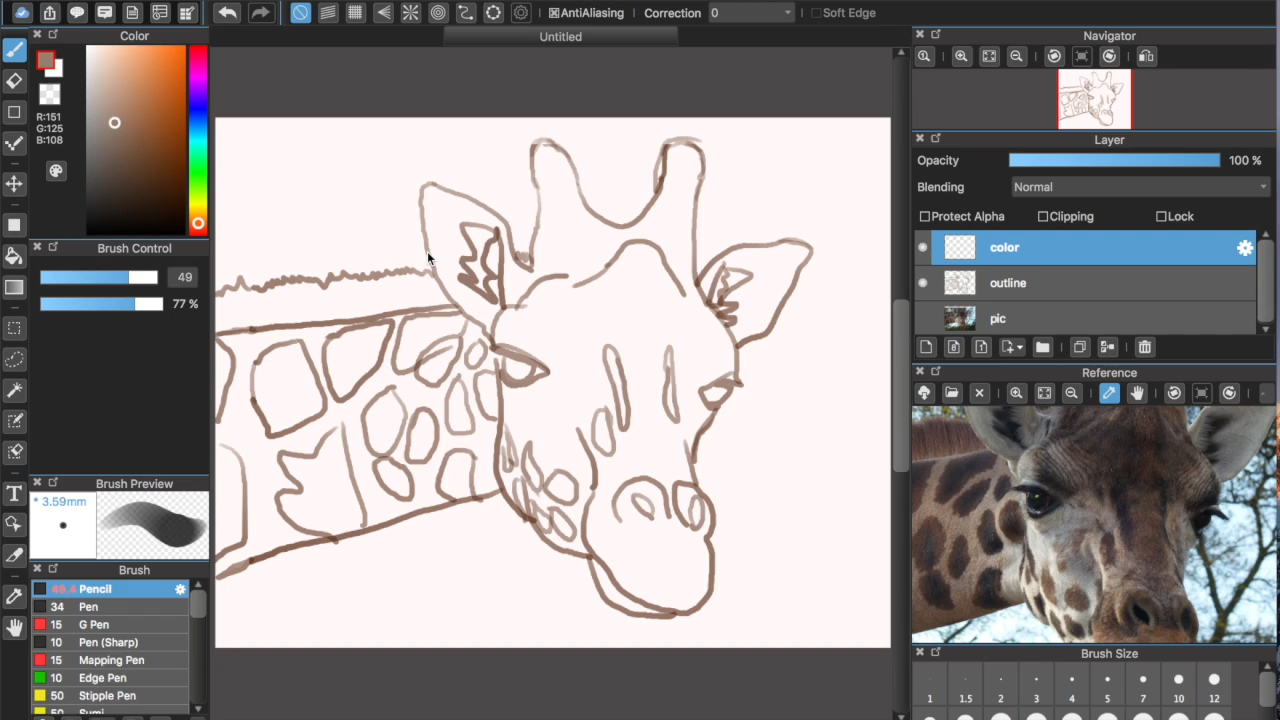 AntiAliasing Correction 0 Soft Edge
Color
Untitled
Navigator
R:151
G:125
B:108
Layer
Opacity 100 %
Blending Normal
Protect Alpha Clipping Lock
color
outline
pic
Brush Control
49
77 %
Reference
Brush Preview
* 3.59mm
Brush
Pencil
34 Pen
15 G Pen
10 Pen (Sharp)
15 Mapping Pen
10 Edge Pen
50 Stipple Pen
50 Sumi
Brush Size
1 1.5 2 3 4 5 7 10 12